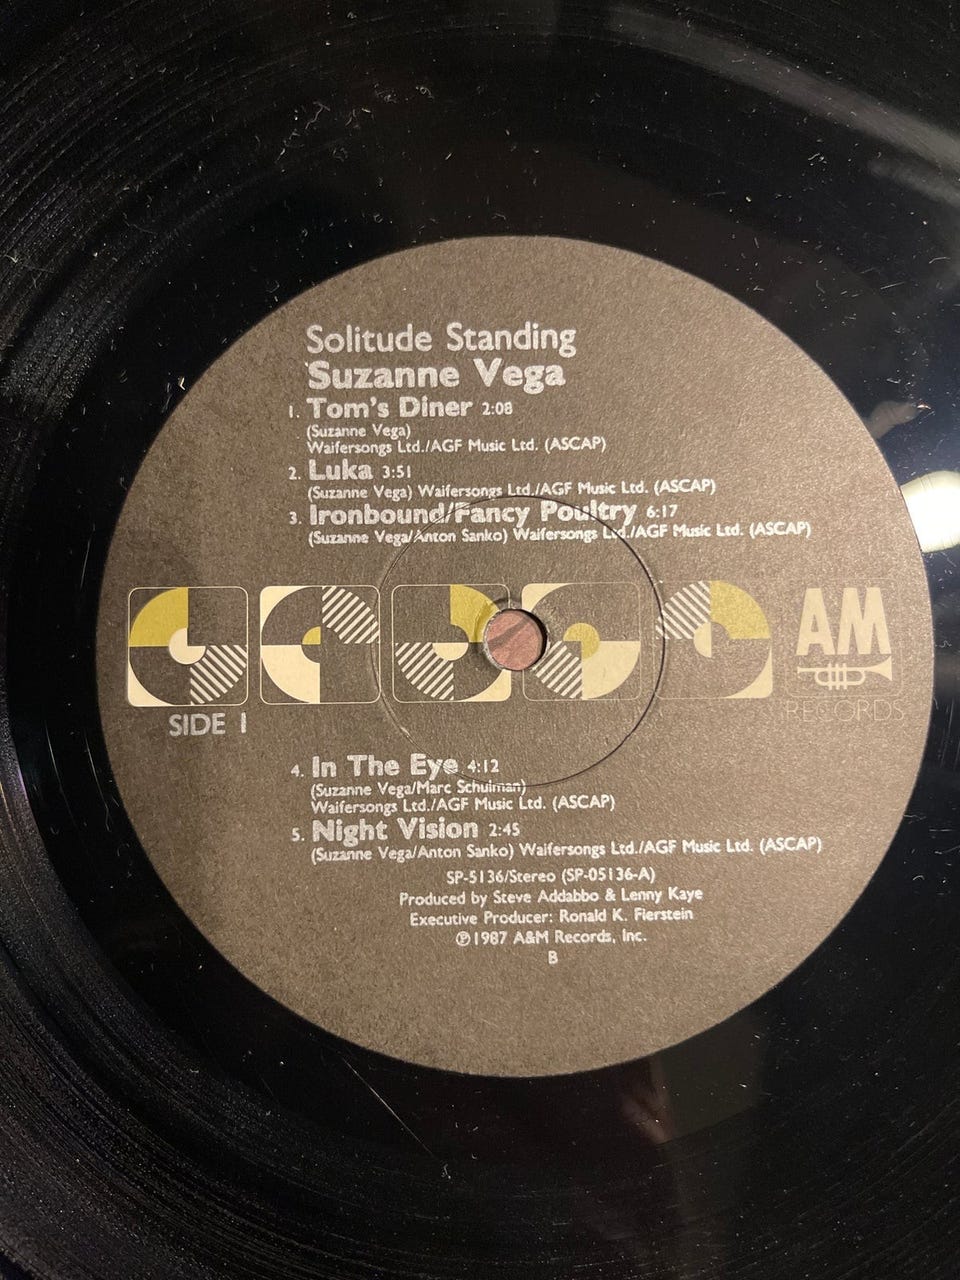 Solitude Standing
Suzanne Vega
1. Tom's Diner 2:08
(Suzanne Vega)
Waifersongs Ltd./AGF Music Ltd. (ASCAP)
2. Luka 3:51
(Suzanne Vega) Waifersongs Ltd./AGF Music Ltd. (ASCAP)
3. Ironbound/Fancy Poultry 6:17
(Suzanne Vega/Anton Sanko) Waifersongs Ltd./AGF Music Ltd. (ASCAP)
AM
RECORDS
SIDE 1
4. In The Eye 4:12
(Suzanne Vega/Marc Schulman)
Waifersongs Ltd./AGF Music Ltd. (ASCAP)
5. Night Vision 2:45
(Suzanne Vega/Anton Sanko) Waifersongs Ltd./AGF Music Ltd. (ASCAP)
SP-5136/Stereo (SP-05136-A)
Produced by Steve Addabbo & Lenny Kaye
Executive Producer: Ronald K. Fierstein
℗1987 A&M Records, Inc.
B